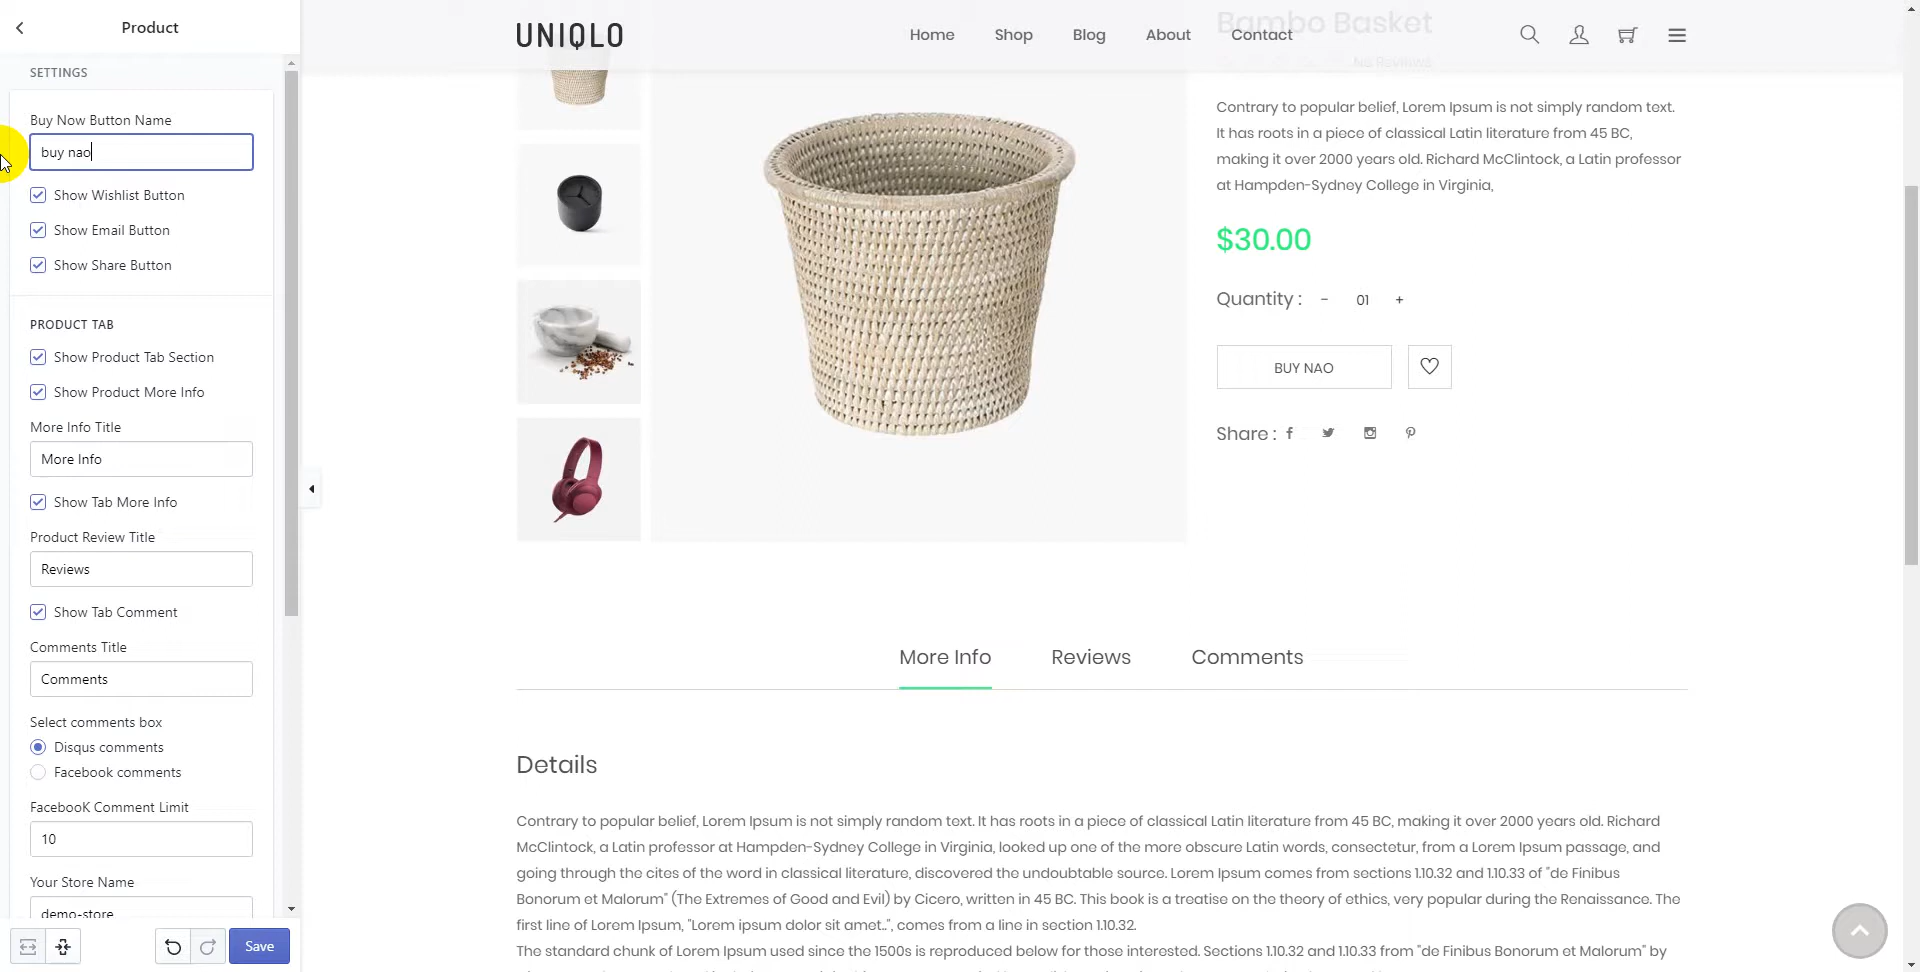 Product
SETTINGS
Buy Now Button Name
buy nao
Show Wishlist Button
Show Email Button
Show Share Button
PRODUCT TAB
Show Product Tab Section
Show Product More Info
More Info Title
More Info
Show Tab More Info
Product Review Title
Reviews
Show Tab Comment
Comments Title
Comments
Select comments box
Disqus comments
Facebook comments
FacebooK Comment Limit
10
Your Store Name
demo-store
Save
UNIQLO
Home Shop Blog About Contact
Bambo Basket
No Reviews
Contrary to popular belief, Lorem Ipsum is not simply random text.
It has roots in a piece of classical Latin literature from 45 BC,
making it over 2000 years old. Richard McClintock, a Latin professor
at Hampden-Sydney College in Virginia,
$30.00
Quantity : - 01 +
BUY NAO
Share :
More Info Reviews Comments
Details
Contrary to popular belief, Lorem Ipsum is not simply random text. It has roots in a piece of classical Latin literature from 45 BC, making it over 2000 years old. Richard
McClintock, a Latin professor at Hampden-Sydney College in Virginia, looked up one of the more obscure Latin words, consectetur, from a Lorem Ipsum passage, and
going through the cites of the word in classical literature, discovered the undoubtable source. Lorem Ipsum comes from sections 1.10.32 and 1.10.33 of "de Finibus
Bonorum et Malorum" (The Extremes of Good and Evil) by Cicero, written in 45 BC. This book is a treatise on the theory of ethics, very popular during the Renaissance. The
first line of Lorem Ipsum, "Lorem ipsum dolor sit amet..", comes from a line in section 1.10.32.
The standard chunk of Lorem Ipsum used since the 1500s is reproduced below for those interested. Sections 1.10.32 and 1.10.33 from "de Finibus Bonorum et Malorum" by